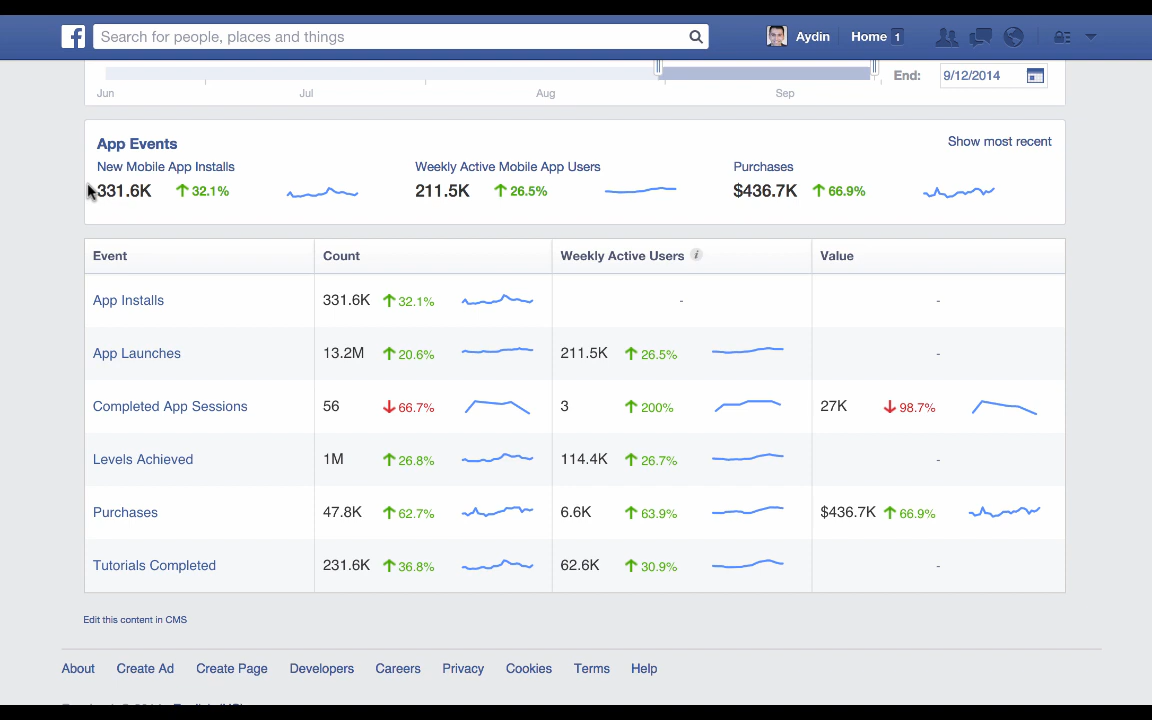 f Search for people, places and things Aydin Home 1
Jun Jul Aug Sep End: 9/12/2014
App Events Show most recent
New Mobile App Installs Weekly Active Mobile App Users Purchases
331.6K 32.1% 211.5K 26.5% $436.7K 66.9%
Event Count Weekly Active Users i Value
App Installs 331.6K 32.1% - -
App Launches 13.2M 20.6% 211.5K 26.5% -
Completed App Sessions 56 66.7% 3 200% 27K 98.7%
Levels Achieved 1M 26.8% 114.4K 26.7% -
Purchases 47.8K 62.7% 6.6K 63.9% $436.7K 66.9%
Tutorials Completed 231.6K 36.8% 62.6K 30.9% -
Edit this content in CMS
About Create Ad Create Page Developers Careers Privacy Cookies Terms Help